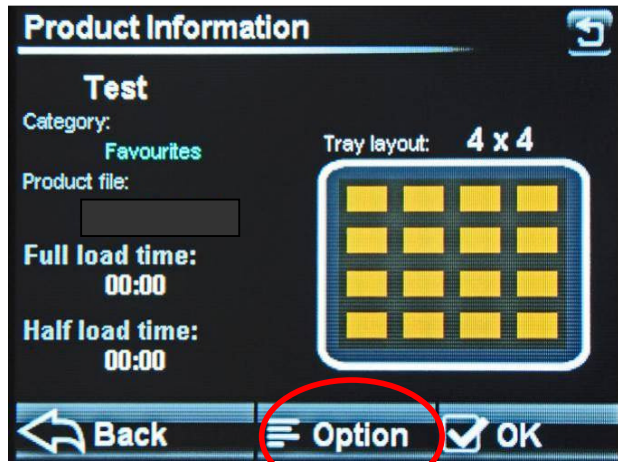 Product Information
Test
Category:
Favourites
Product file:
Full load time:
00:00
Half load time:
00:00
Tray layout: 4 x 4
Back
Option
OK